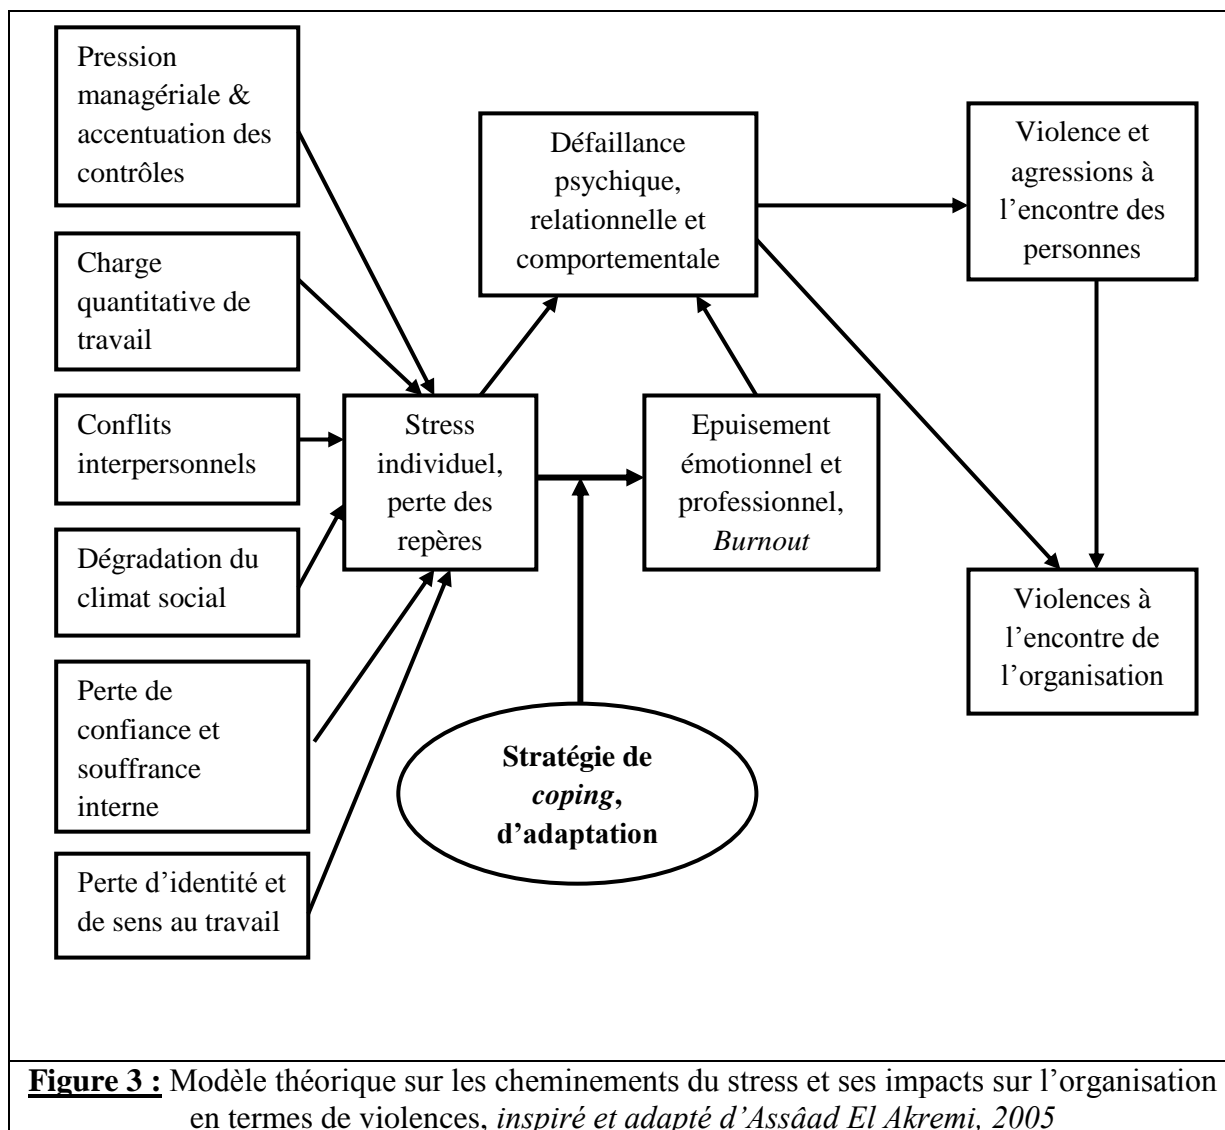 Pression
managériale &
accentuation des
contrôles
Charge
quantitative de
travail
Conflits
interpersonnels
Dégradation du
climat social
Perte de
confiance et
souffrance
interne
Perte d’identité et
de sens au travail
Stress
individuel,
perte des
repères
Défaillance
psychique,
relationnelle et
comportementale
Epuisement
émotionnel et
professionnel,
Burnout
Stratégie de
coping,
d’adaptation
Violence et
agressions à
l’encontre des
personnes
Violences à
l’encontre de
l’organisation
Figure 3 : Modèle théorique sur les cheminements du stress et ses impacts sur l’organisation
en termes de violences, inspiré et adapté d’Assâad El Akremi, 2005